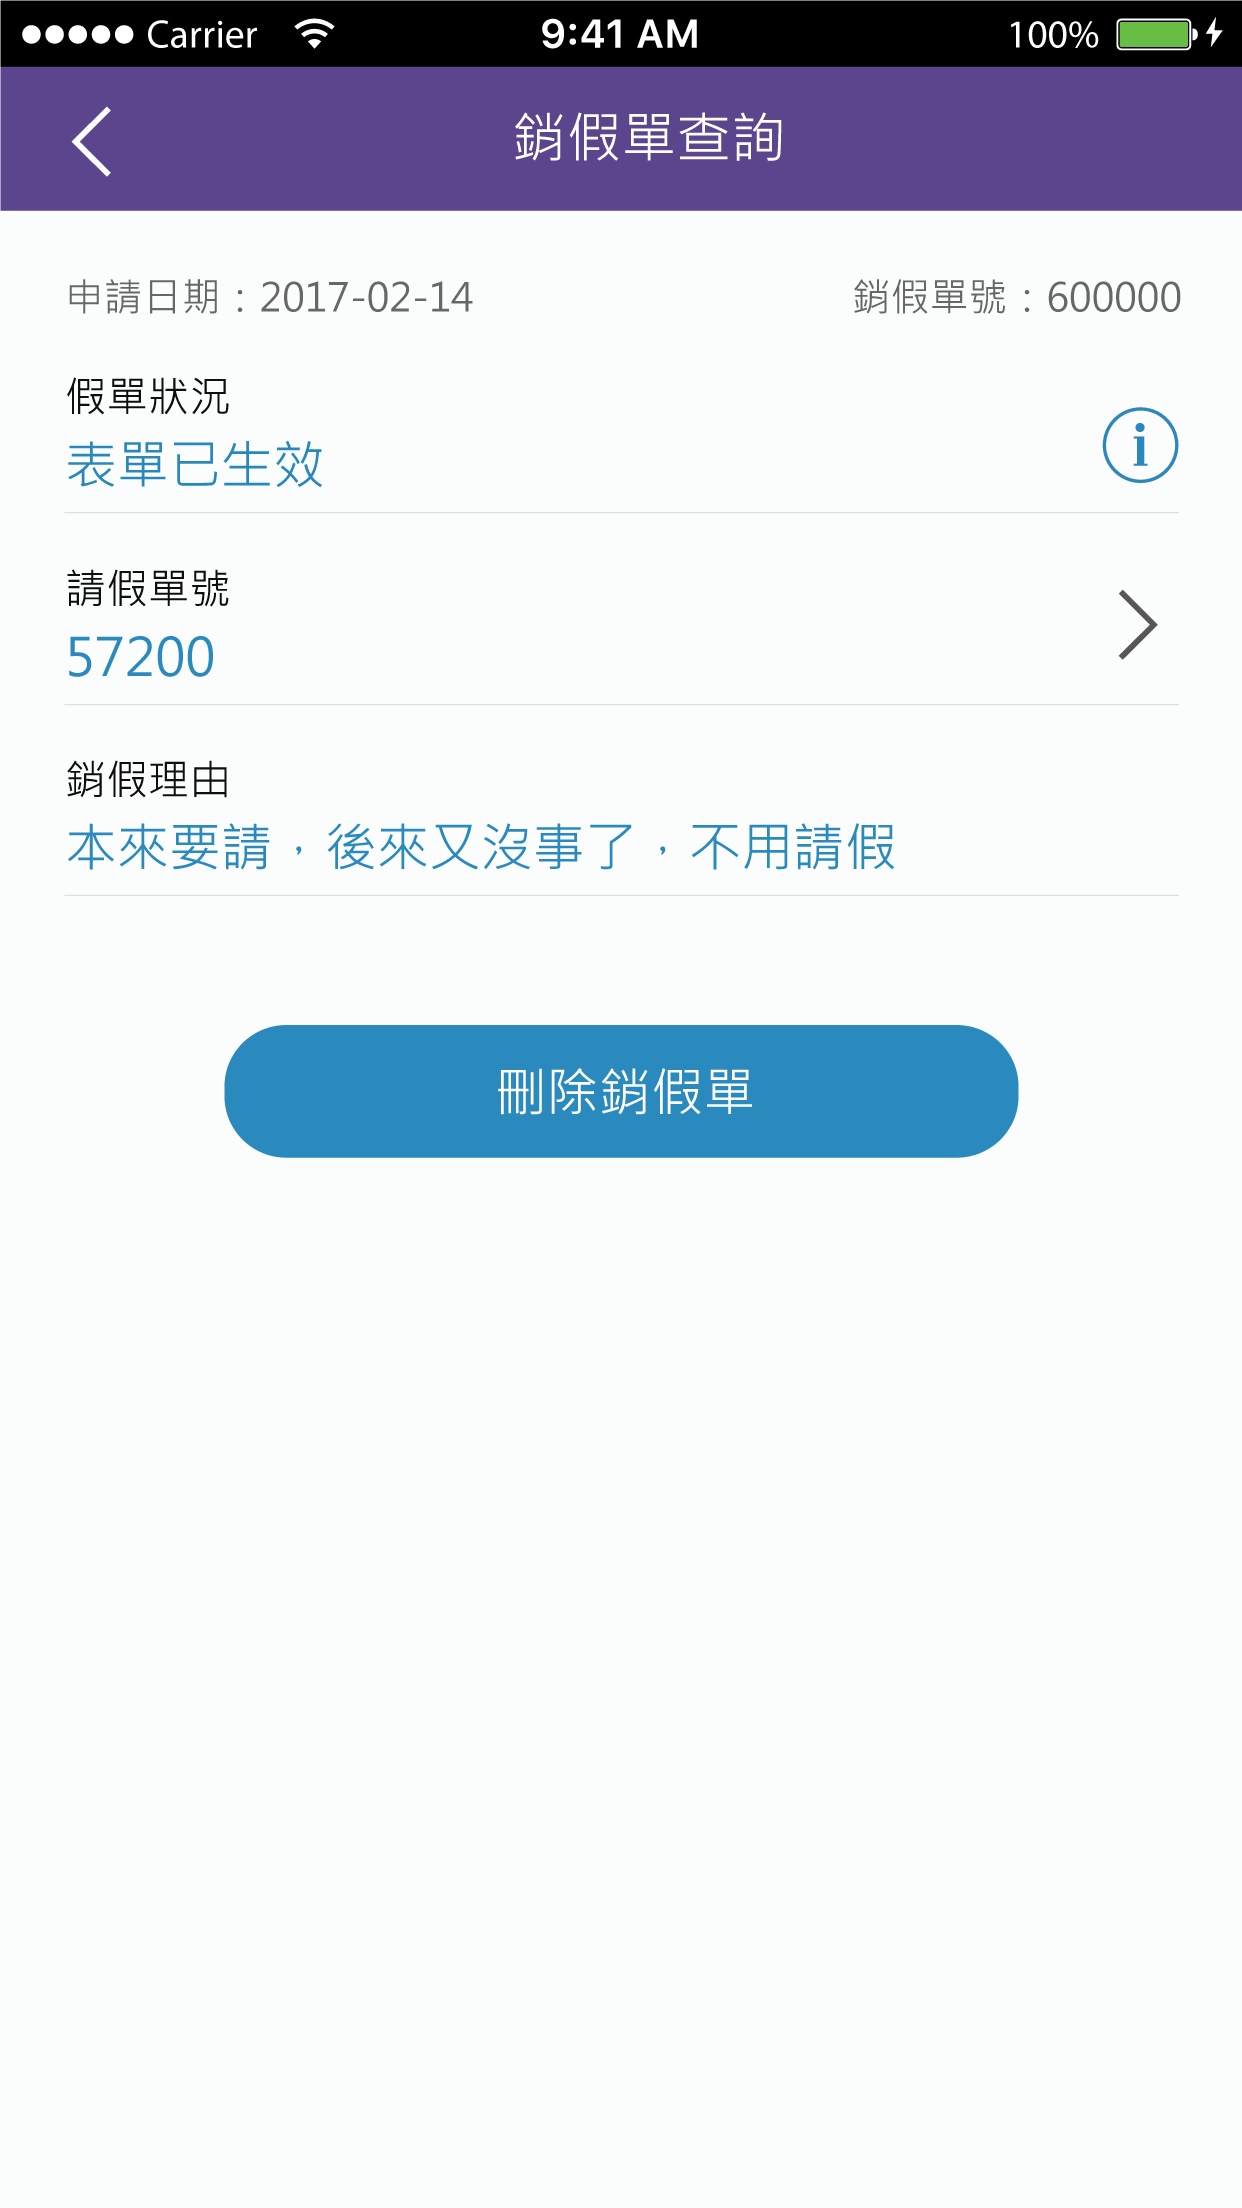 Carrier 9:41 AM 100%
銷假單查詢
申請日期：2017-02-14 銷假單號：600000
假單狀況
表單已生效
請假單號
57200
銷假理由
本來要請，後來又沒事了，不用請假
刪除銷假單